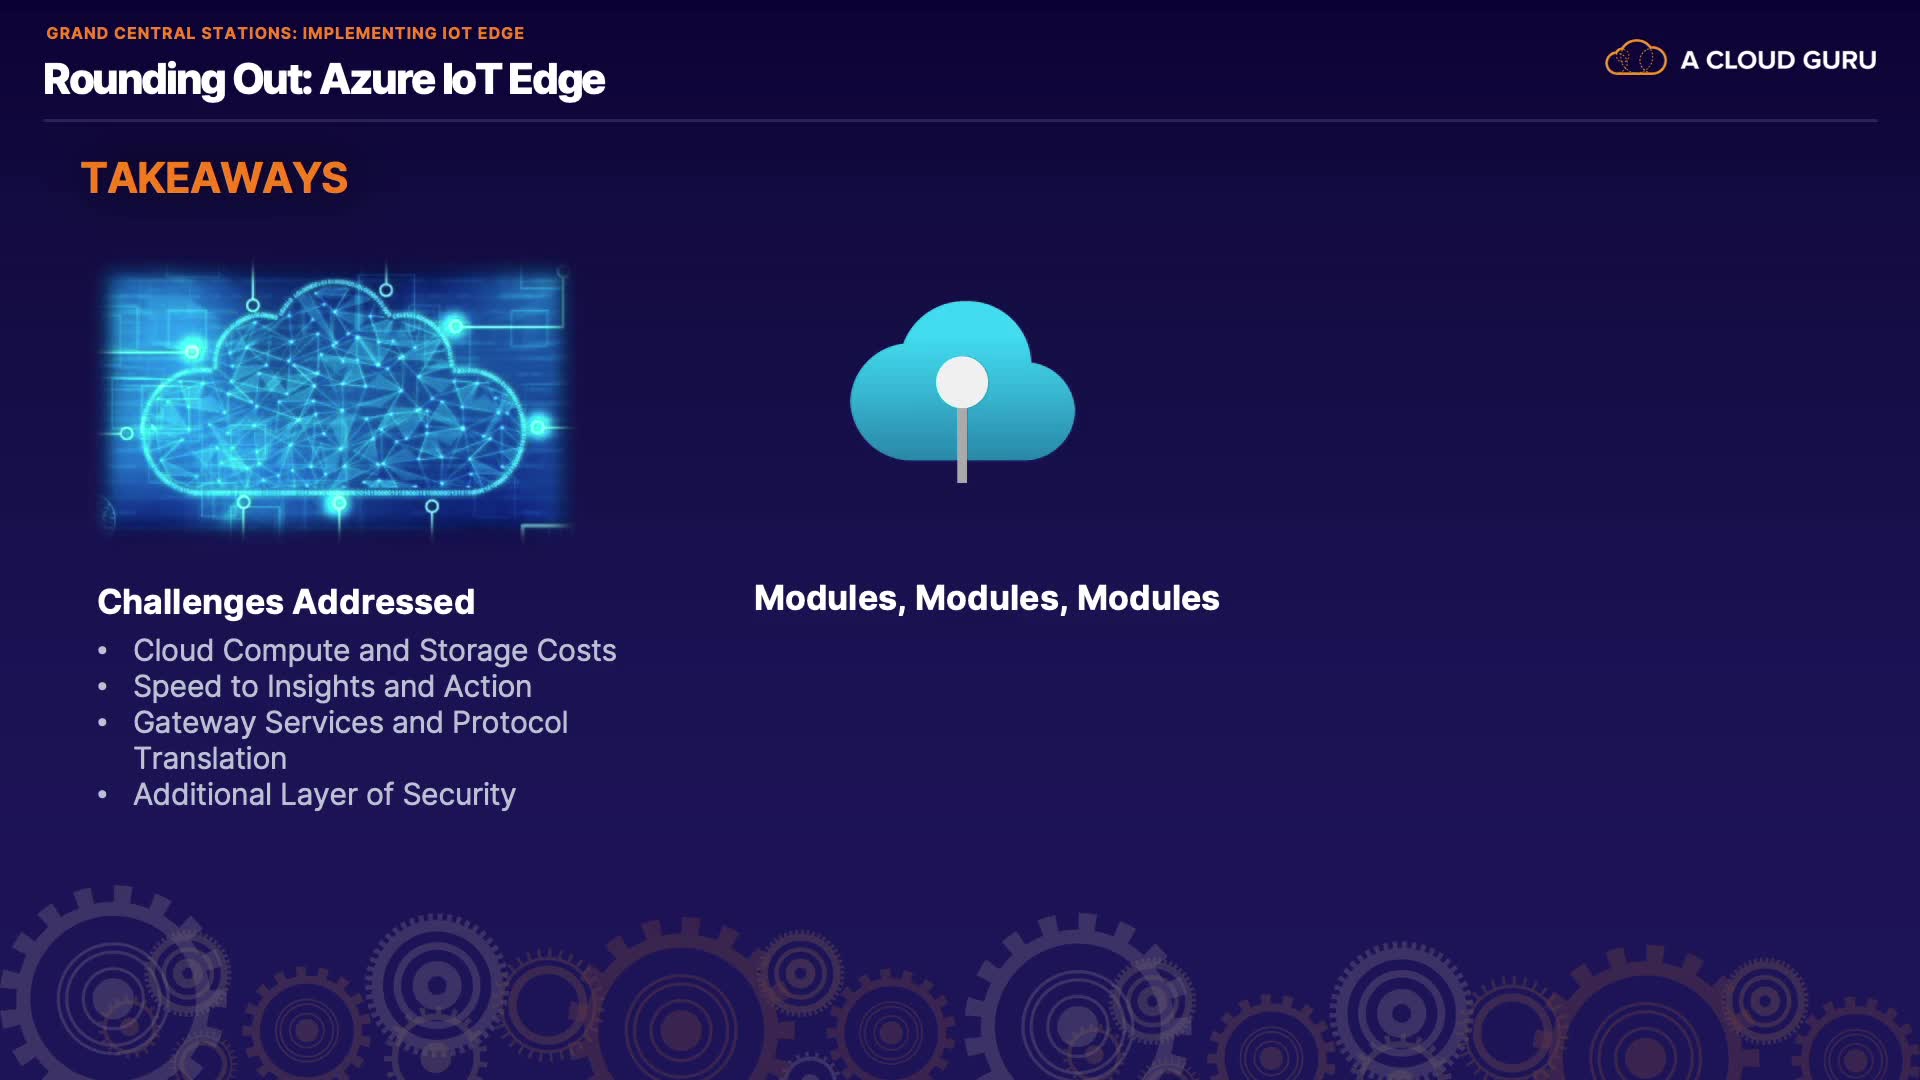 GRAND CENTRAL STATIONS: IMPLEMENTING IOT EDGE
Rounding Out: Azure IoT Edge
A CLOUD GURU
TAKEAWAYS
Challenges Addressed
• Cloud Compute and Storage Costs
• Speed to Insights and Action
• Gateway Services and Protocol
Translation
• Additional Layer of Security
Modules, Modules, Modules